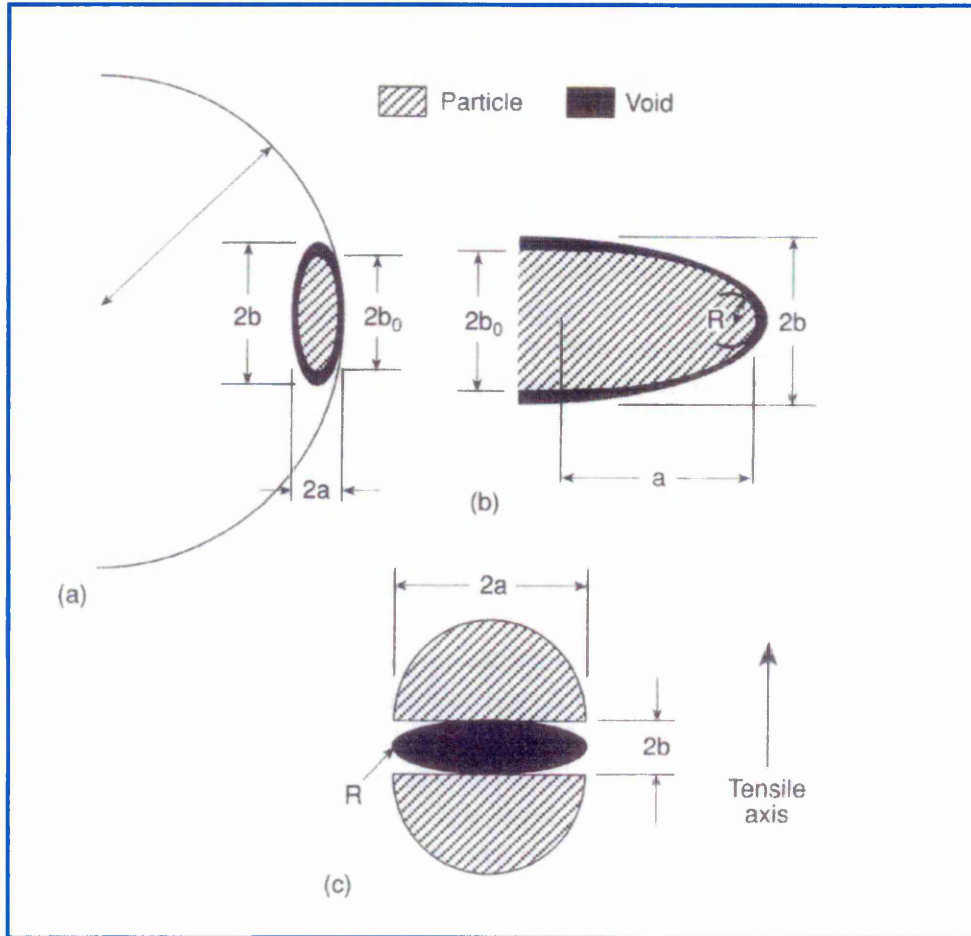 Particle
Void
2b
2b₀
2a
(a)
2b₀
R
2b
a
(b)
2a
2b
R
Tensile
axis
(c)